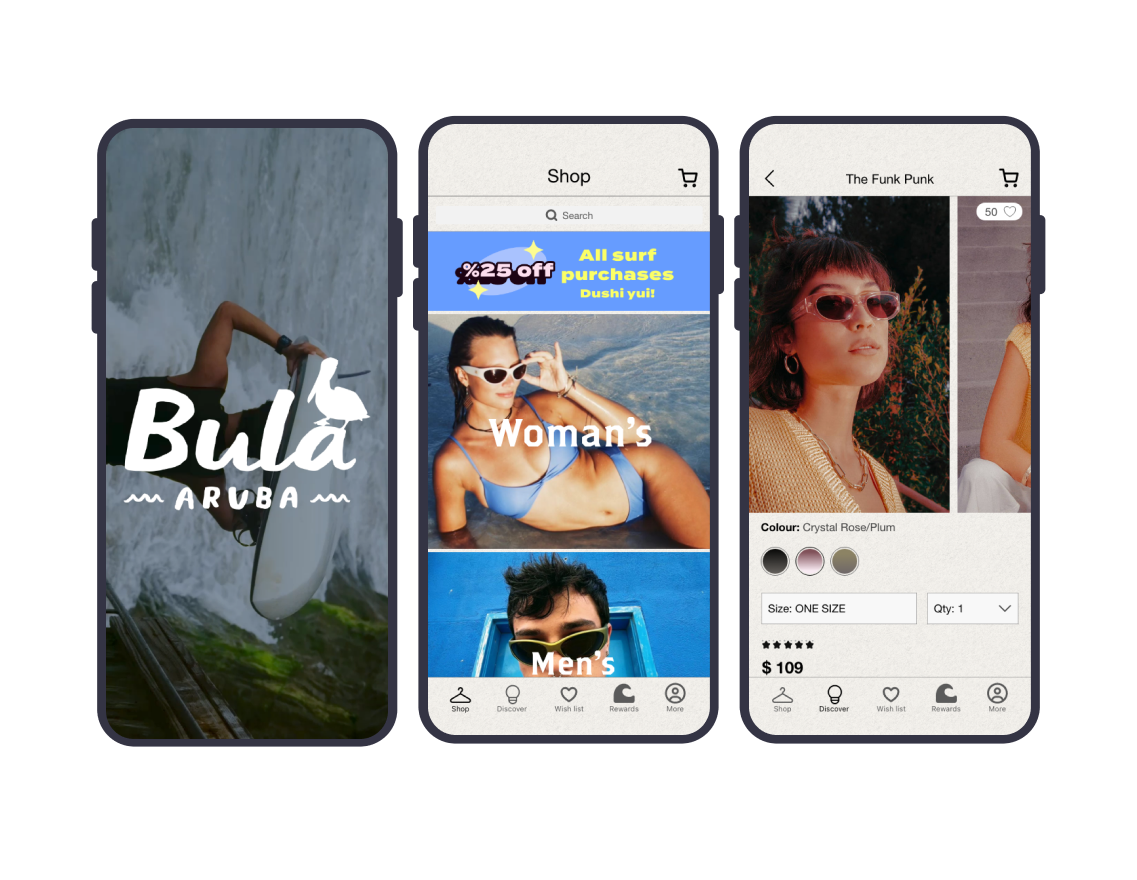 Bula
ARUBA
Shop
Search
%25 off
All surf
purchases
Dushi yui!
Woman's
Men's
Shop
Discover
Wish list
Rewards
More
The Funk Punk
50
Colour: Crystal Rose/Plum
Size: ONE SIZE
Qty: 1
$ 109
Shop
Discover
Wish list
Rewards
More